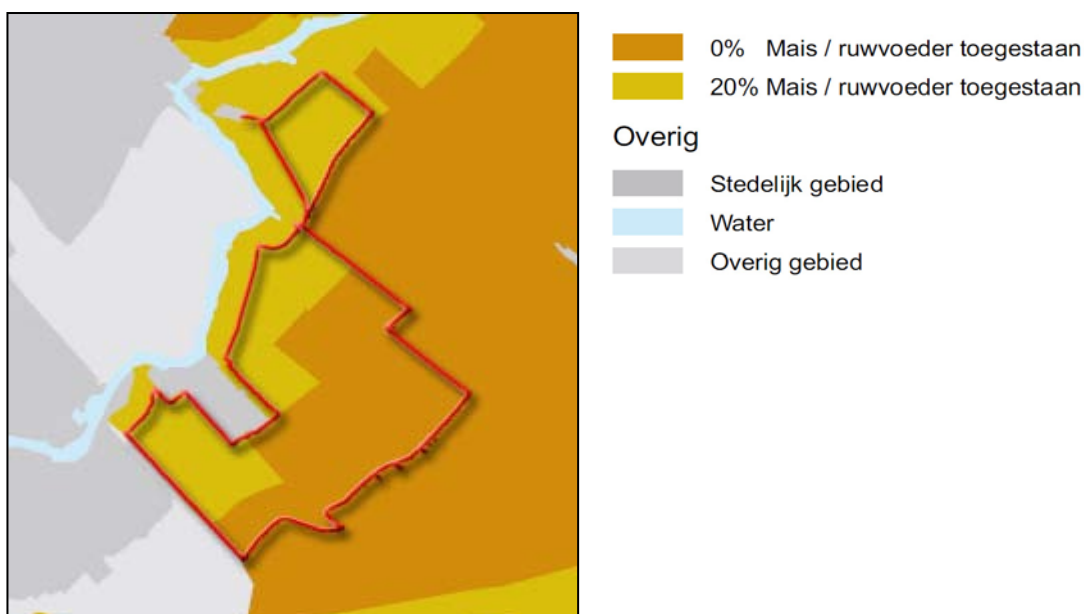 0% Mais / ruwvoeder toegestaan
20% Mais / ruwvoeder toegestaan
Overig
Stedelijk gebied
Water
Overig gebied